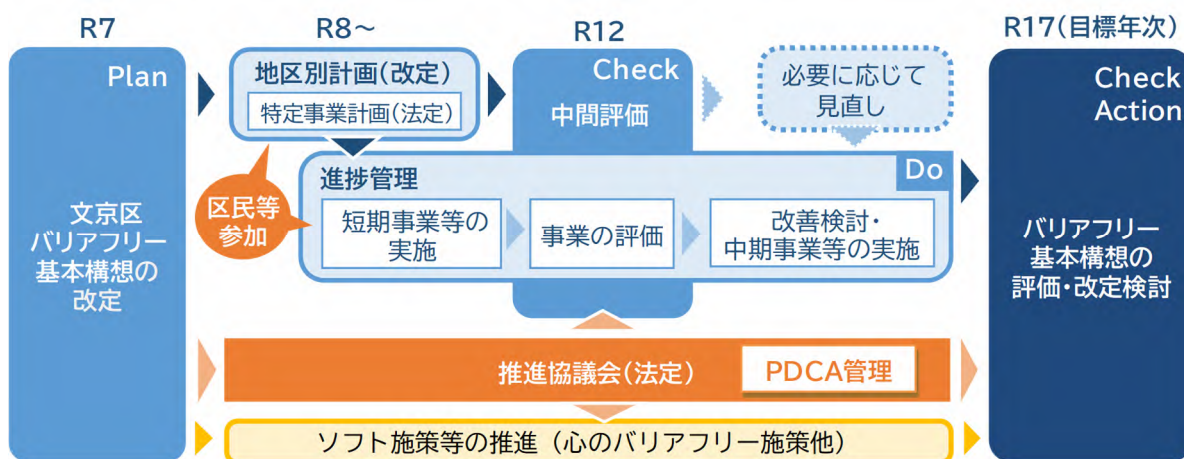 R7
R8～
R12
R17(目標年次)
Plan
文京区
バリアフリー
基本構想の
改定
地区別計画(改定)
特定事業計画(法定)
Check
中間評価
必要に応じて
見直し
Check
Action
バリアフリー
基本構想の
評価・改定検討
区民等
参加
進捗管理
Do
短期事業等の
実施
事業の評価
改善検討・
中期事業等の実施
推進協議会(法定)
PDCA管理
ソフト施策等の推進（心のバリアフリー施策他）